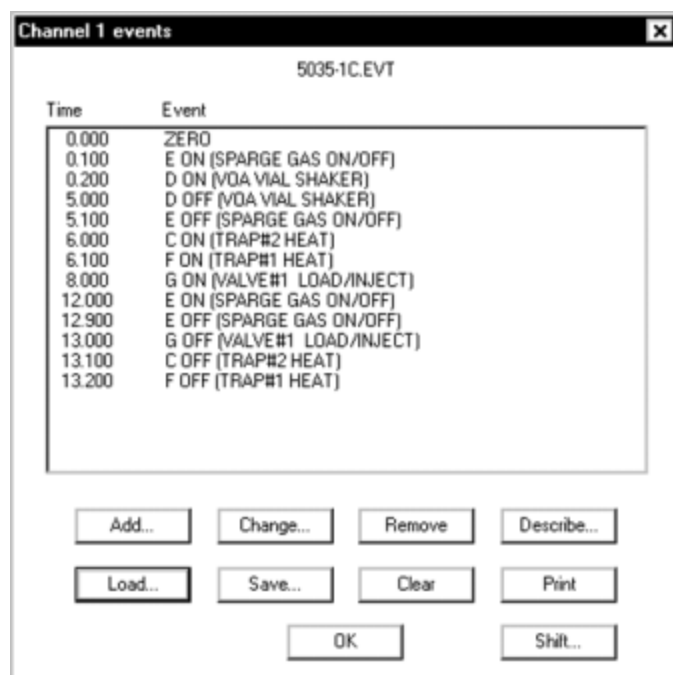 Channel 1 events
5035-1C.EVT
Time Event
0.000 ZERO
0.100 E ON (SPARGE GAS ON/OFF)
0.200 D ON (VOA VIAL SHAKER)
5.000 D OFF (VOA VIAL SHAKER)
5.100 E OFF (SPARGE GAS ON/OFF)
6.000 C ON (TRAP#2 HEAT)
6.100 F ON (TRAP#1 HEAT)
8.000 G ON (VALVE#1 LOAD/INJECT)
12.000 E ON (SPARGE GAS ON/OFF)
12.900 E OFF (SPARGE GAS ON/OFF)
13.000 G OFF (VALVE#1 LOAD/INJECT)
13.100 C OFF (TRAP#2 HEAT)
13.200 F OFF (TRAP#1 HEAT)
Add... Change... Remove Describe...
Load... Save... Clear Print
OK Shift...